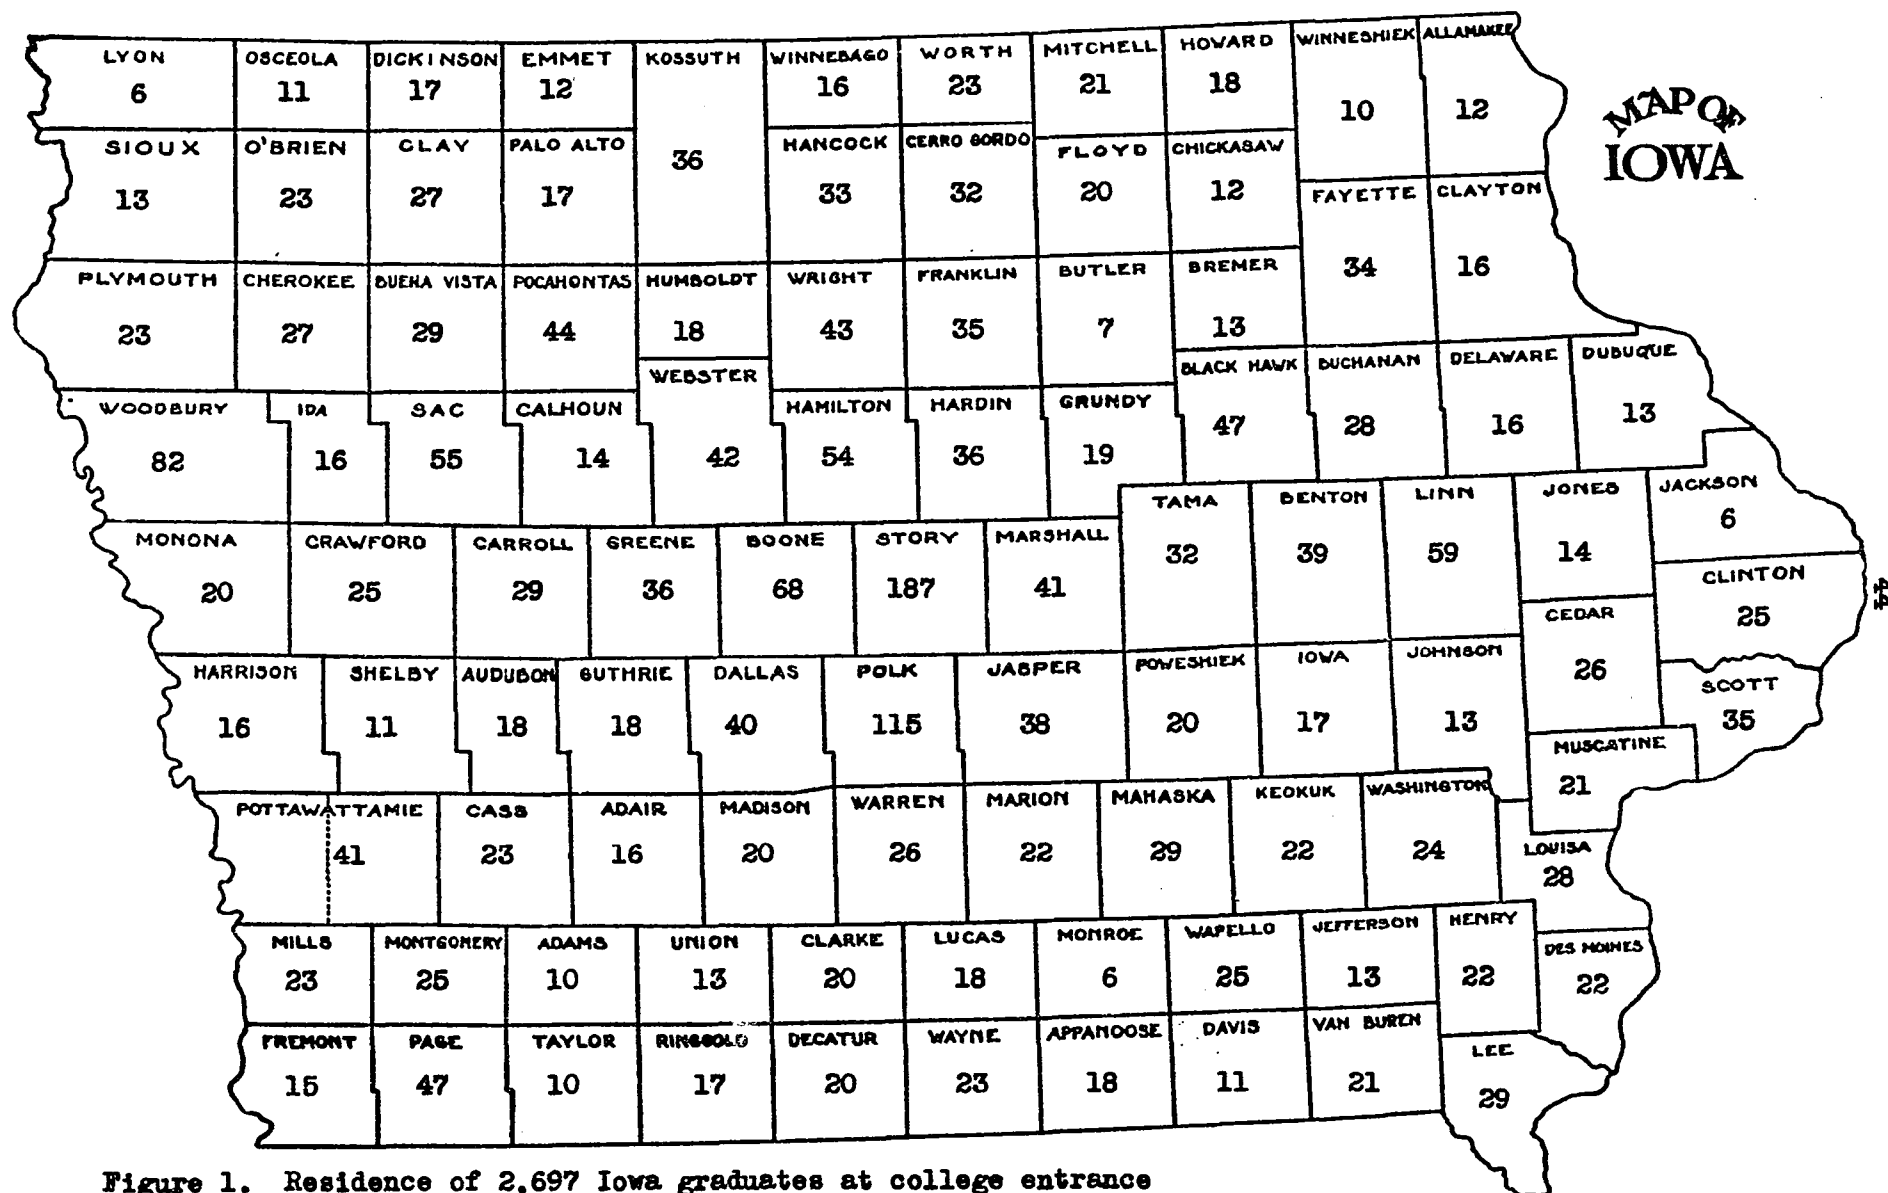 MAP OF
IOWA
LYON
6
OSCEOLA
11
DICKINSON
17
EMMET
12
KOSSUTH
36
WINNEBAGO
16
WORTH
23
MITCHELL
21
HOWARD
18
WINNESHIEK
10
ALLAMAKEE
12
SIOUX
13
O'BRIEN
23
CLAY
27
PALO ALTO
17
HANCOCK
33
CERRO GORDO
32
FLOYD
20
CHICKASAW
12
FAYETTE
34
CLAYTON
16
PLYMOUTH
23
CHEROKEE
27
BUENA VISTA
29
POCAHONTAS
44
HUMBOLDT
18
WRIGHT
43
FRANKLIN
35
BUTLER
7
BREMER
13
WOODBURY
82
IDA
16
SAC
55
CALHOUN
14
WEBSTER
42
HAMILTON
54
HARDIN
36
GRUNDY
19
BLACK HAWK
47
BUCHANAN
28
DELAWARE
16
DUBUQUE
13
MONONA
20
CRAWFORD
25
CARROLL
29
GREENE
36
BOONE
68
STORY
187
MARSHALL
41
TAMA
32
BENTON
39
LINN
59
JONES
14
JACKSON
6
CLINTON
25
CEDAR
26
SCOTT
35
HARRISON
16
SHELBY
11
AUDUBON
18
GUTHRIE
18
DALLAS
40
POLK
115
JASPER
38
POWESHIEK
20
IOWA
17
JOHNSON
13
MUSCATINE
21
POTTAWATTAMIE
41
CASS
23
ADAIR
16
MADISON
20
WARREN
26
MARION
22
MAHASKA
29
KEOKUK
22
WASHINGTON
24
LOUISA
28
MILLS
23
MONTGOMERY
25
ADAMS
10
UNION
13
CLARKE
20
LUCAS
18
MONROE
6
WAPELLO
25
JEFFERSON
13
HENRY
22
DES MOINES
22
FREMONT
15
PAGE
47
TAYLOR
10
RINGGOLD
17
DECATUR
20
WAYNE
23
APPANOOSE
18
DAVIS
11
VAN BUREN
21
LEE
29
Figure 1. Residence of 2,697 Iowa graduates at college entrance